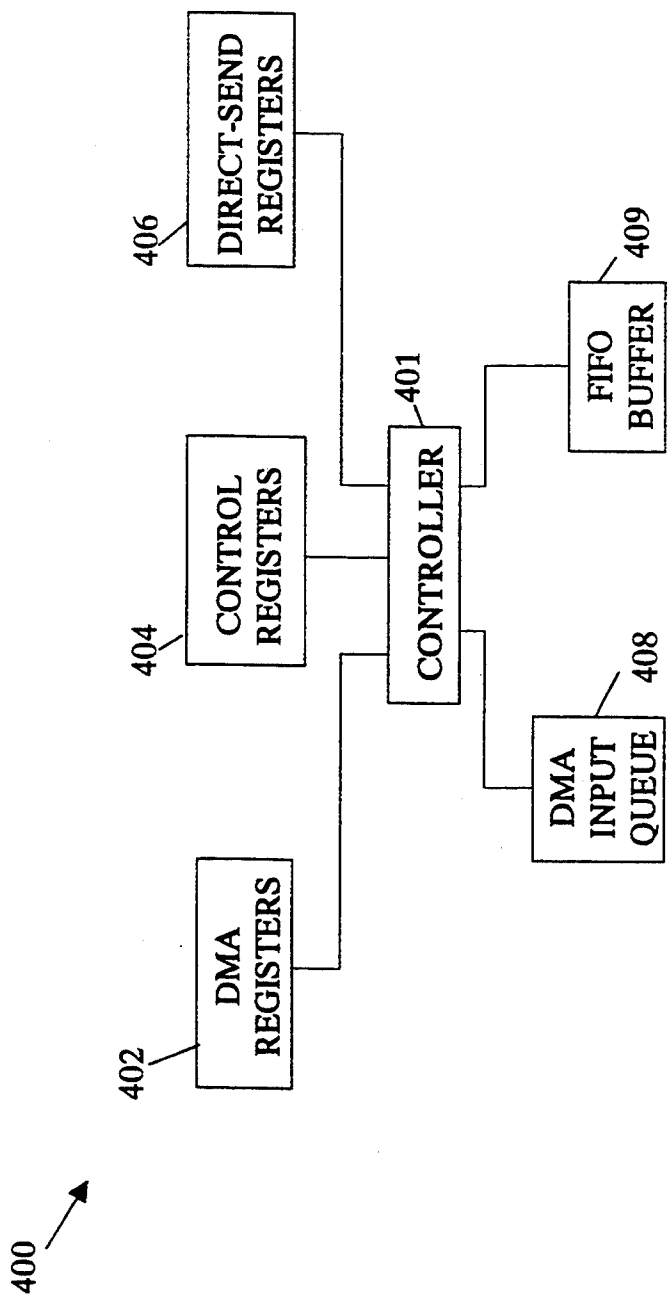 400
402
DMA
REGISTERS
404
CONTROL
REGISTERS
406
DIRECT-SEND
REGISTERS
401
CONTROLLER
DMA
INPUT
QUEUE
408
FIFO
BUFFER
409